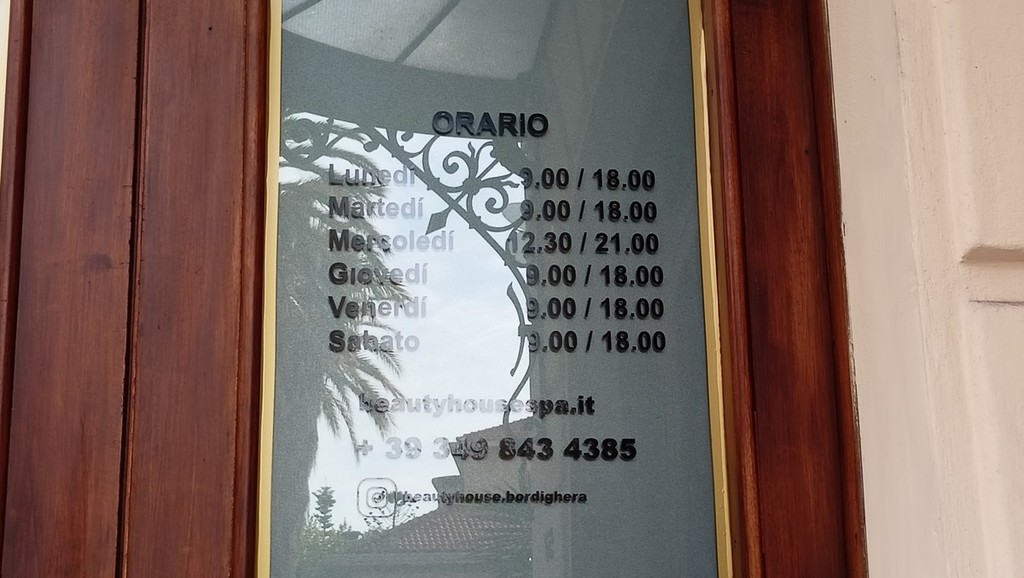 ORARIO
Lunedí 9.00 / 18.00
Martedí 9.00 / 18.00
Mercoledí 12.30 / 21.00
Giovedí 9.00 / 18.00
Venerdí 9.00 / 18.00
Sabato 9.00 / 18.00
beautyhousespa.it
+ 39 349 843 4385
beautyhouse.bordighera